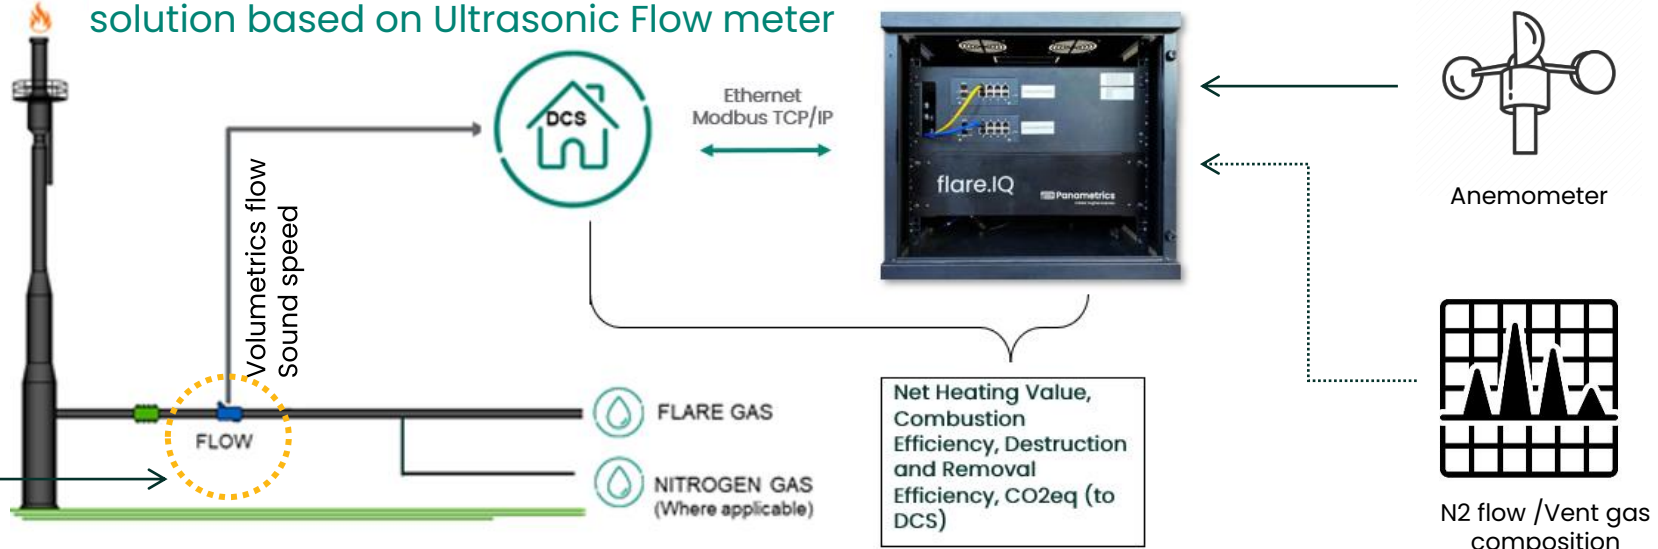 solution based on Ultrasonic Flow meter
DCS
Ethernet
Modbus TCP/IP
flare.IQ
Panametrics
Anemometer
Volumetrics flow
Sound speed
FLOW
FLARE GAS
NITROGEN GAS
(Where applicable)
Net Heating Value,
Combustion
Efficiency, Destruction
and Removal
Efficiency, CO2eq (to
DCS)
N2 flow /Vent gas
composition